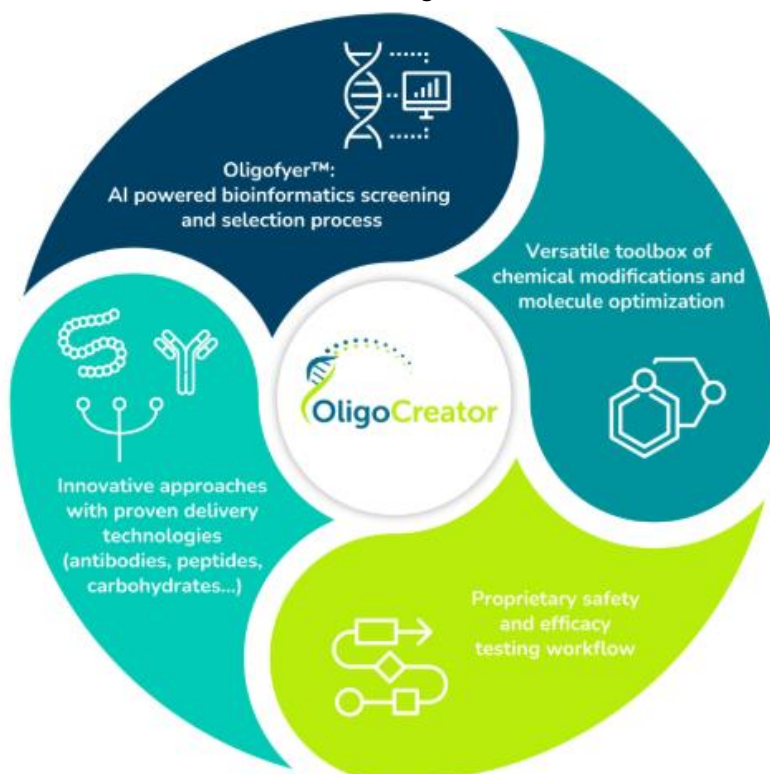 Oligofyer™:
AI powered bioinformatics screening
and selection process
Versatile toolbox of
chemical modifications and
molecule optimization
OligoCreator
Innovative approaches
with proven delivery
technologies
(antibodies, peptides,
carbohydrates...)
Proprietary safety
and efficacy
testing workflow